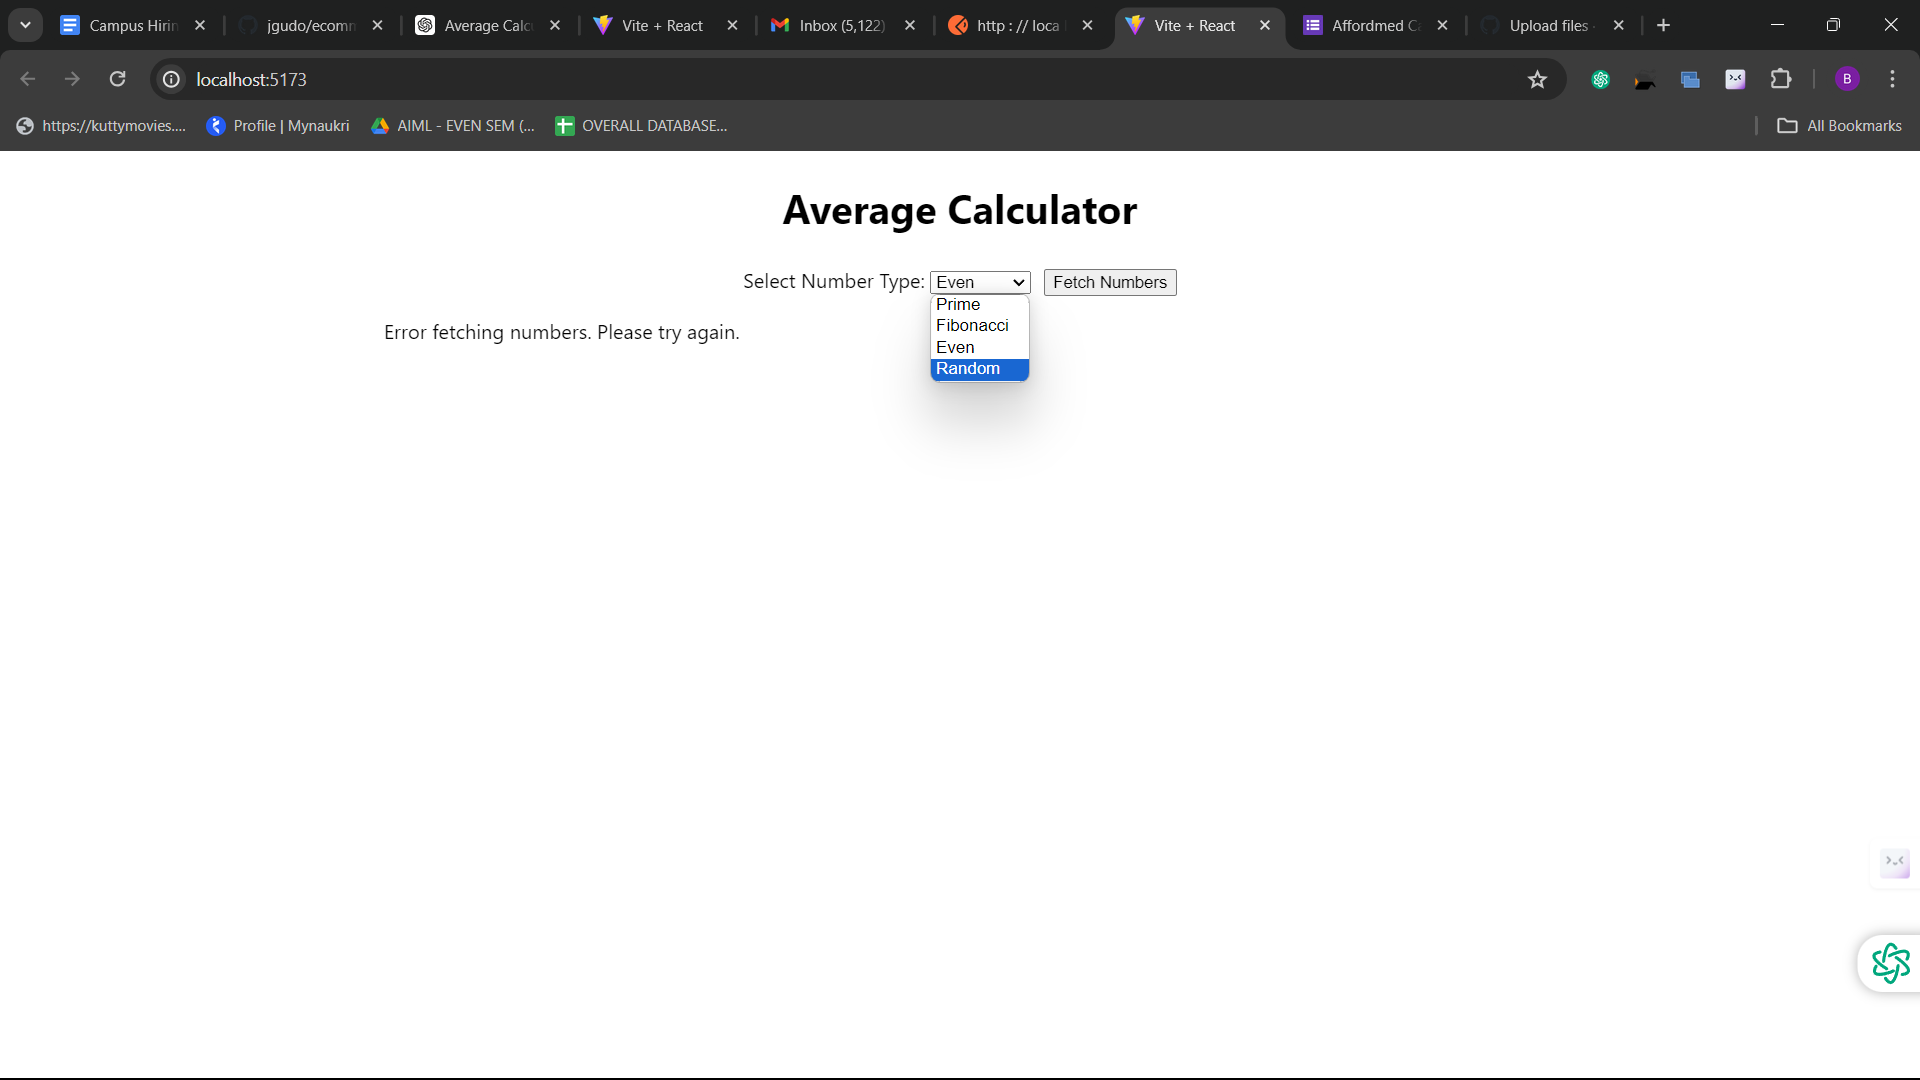 Campus Hirin
jgudo/ecomm
Average Calc
Vite + React
Inbox (5,122)
http : // loca
Vite + React
Affordmed Ca
Upload files
localhost:5173
B
https://kuttymovies....
Profile | Mynaukri
AIML - EVEN SEM (...
OVERALL DATABASE...
All Bookmarks
Average Calculator
Select Number Type: Even Fetch Numbers
Prime
Fibonacci
Error fetching numbers. Please try again.
Even
Random